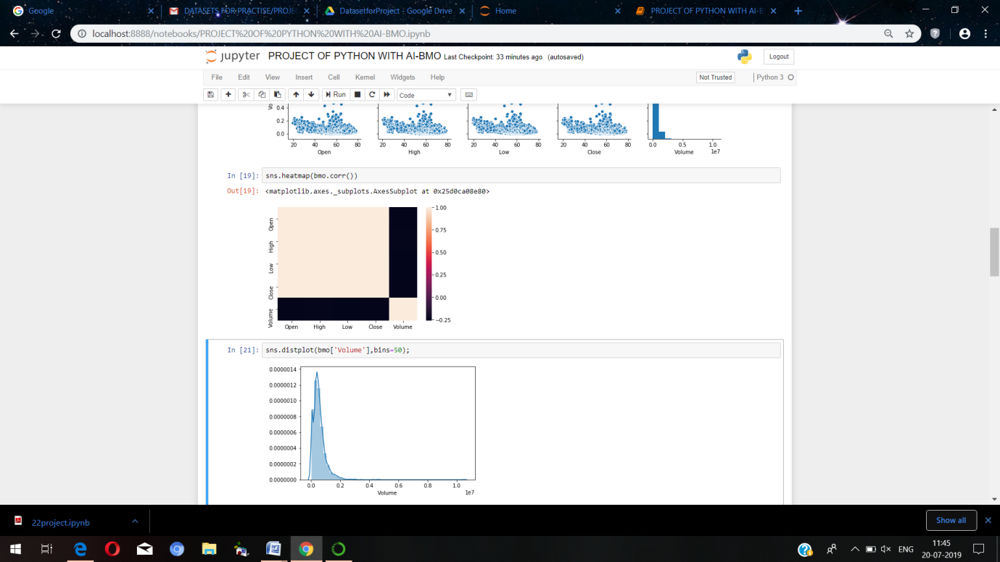 Google
DATASETS FOR PRACTISE/PROJEC
DatasetforProject - Google Drive
Home
PROJECT OF PYTHON WITH AI-B
localhost:8888/notebooks/PROJECT%20OF%20PYTHON%20WITH%20AI-BMO.ipynb
jupyter PROJECT OF PYTHON WITH AI-BMO Last Checkpoint: 33 minutes ago (autosaved)
Logout
File Edit View Insert Cell Kernel Widgets Help
Not Trusted
Python 3
Run
Code
0.4
0.2
0.0
20 40 60 80 20 40 60 80 20 40 60 80 20 40 60 80 0.0 0.5 1.0
Open High Low Close Volume 1e7
In [19]: sns.heatmap(bmo.corr())
Out[19]: <matplotlib.axes._subplots.AxesSubplot at 0x25d0ca08e80>
Open
High
Low
Close
Volume
1.00
0.75
0.50
0.25
0.00
−0.25
Open High Low Close Volume
In [21]: sns.distplot(bmo['Volume'],bins=50);
0.0000014
0.0000012
0.0000010
0.0000008
0.0000006
0.0000004
0.0000002
0.0000000
0.0 0.2 0.4 0.6 0.8 1.0
Volume 1e7
22project.ipynb
Show all
ENG
11:45
20-07-2019